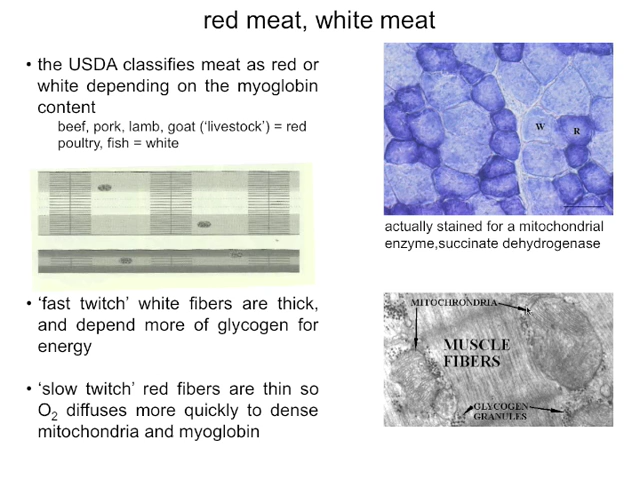 red meat, white meat
• the USDA classifies meat as red or
white depending on the myoglobin
content
beef, pork, lamb, goat ('livestock') = red
poultry, fish = white
• 'fast twitch' white fibers are thick,
and depend more of glycogen for
energy
• 'slow twitch' red fibers are thin so
O₂ diffuses more quickly to dense
mitochondria and myoglobin
W
R
actually stained for a mitochondrial
enzyme,succinate dehydrogenase
MITOCHRONDRIA
MUSCLE
FIBERS
GLYCOGEN
GRANULES